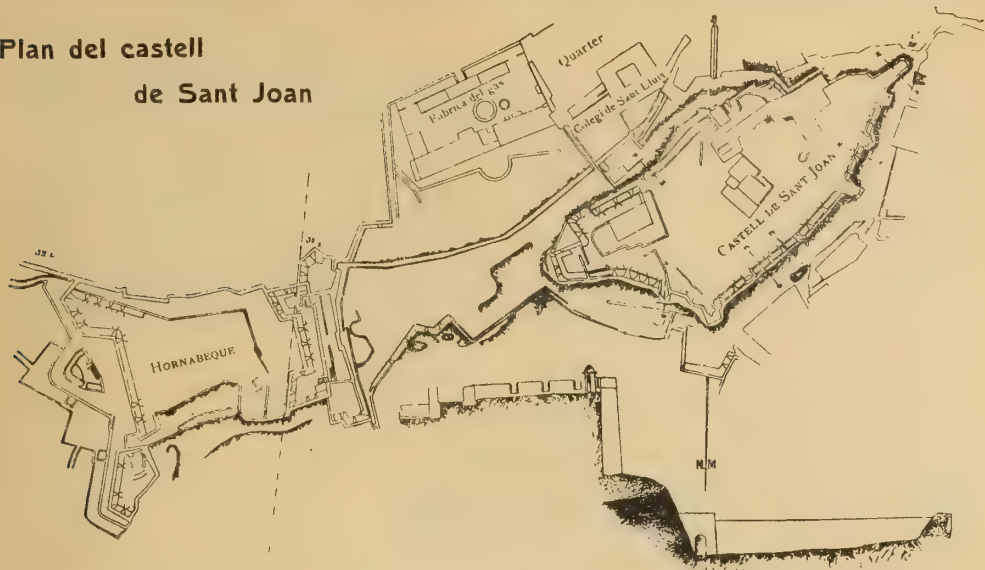 Plan del castell
de Sant Joan
Quarter
Fabrica del gas
Colegi de Sant Lluis
CASTELL DE SANT JOAN
HORNABEQUE
N.M